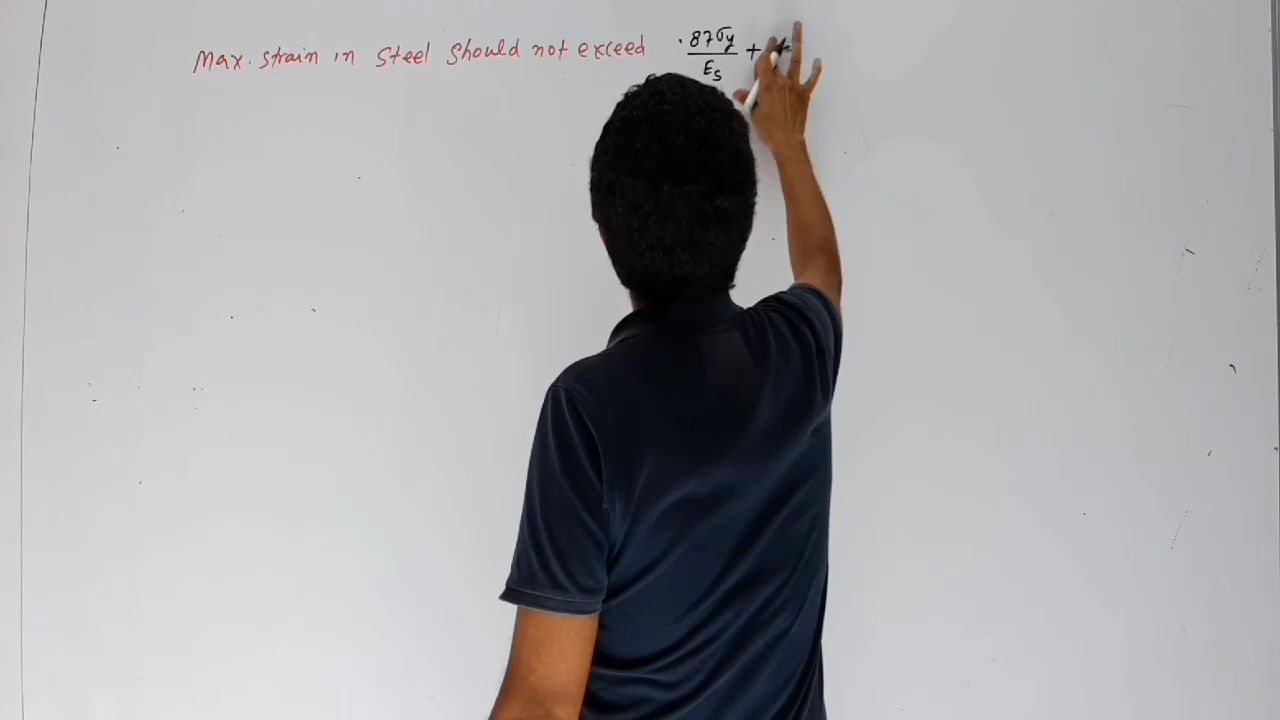 Max. strain in steel should not exceed .87σy/Es +